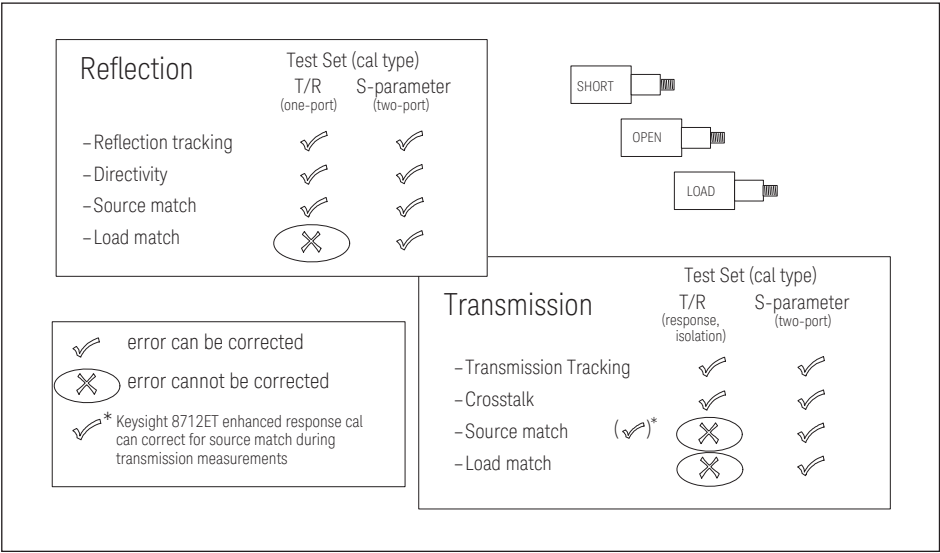 Reflection
Test Set (cal type)
T/R
(one-port)
S-parameter
(two-port)
–Reflection tracking
–Directivity
–Source match
–Load match
SHORT
OPEN
LOAD
Transmission
Test Set (cal type)
T/R
(response,
isolation)
S-parameter
(two-port)
–Transmission Tracking
–Crosstalk
–Source match (✓)*
–Load match
error can be corrected
error cannot be corrected
* Keysight 8712ET enhanced response cal
can correct for source match during
transmission measurements